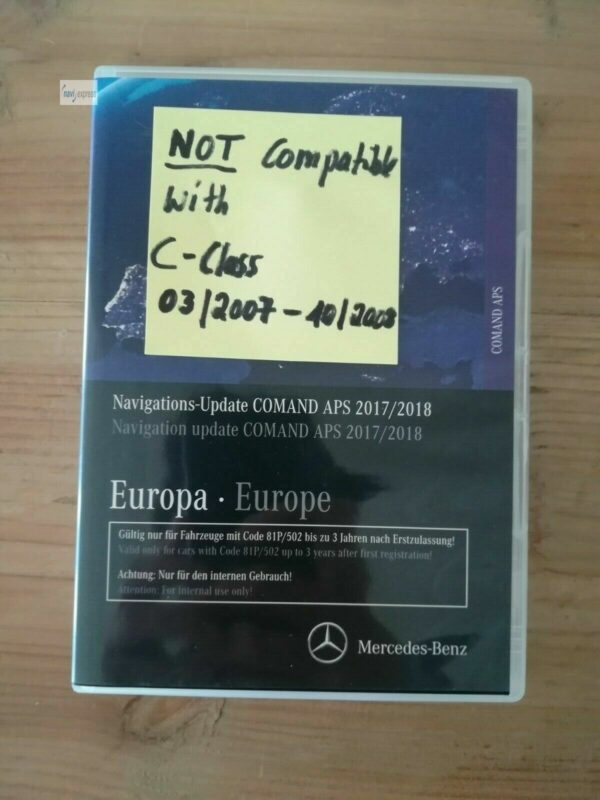 navi express
NOT Compatible
with
C-Class
03/2007 - 10/2008
COMAND APS
Navigations-Update COMAND APS 2017/2018
Navigation update COMAND APS 2017/2018
Europa · Europe
Gültig nur für Fahrzeuge mit Code 81P/502 bis zu 3 Jahren nach Erstzulassung!
Valid only for cars with Code 81P/502 up to 3 years after first registration!
Achtung: Nur für den internen Gebrauch!
Attention: For internal use only!
Mercedes-Benz